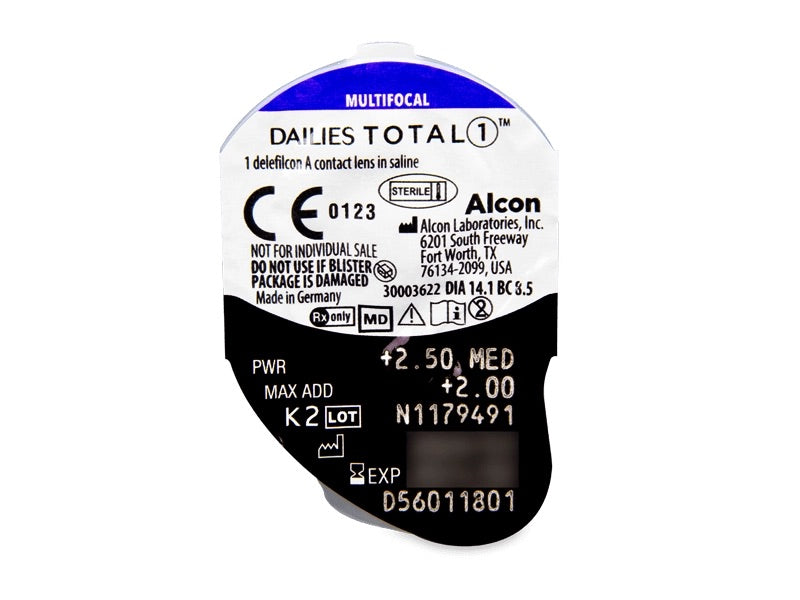 MULTIFOCAL
DAILIES TOTAL 1™
1 delefilcon A contact lens in saline
STERILE
CE 0123
Alcon
Alcon Laboratories, Inc.
6201 South Freeway
Fort Worth, TX
76134-2099, USA
NOT FOR INDIVIDUAL SALE
DO NOT USE IF BLISTER
PACKAGE IS DAMAGED
Made in Germany
30003622 DIA 14.1 BC 8.5
Rx only MD i 2
PWR +2.50 MED
MAX ADD +2.00
K2 LOT N1179491
EXP
D56011801